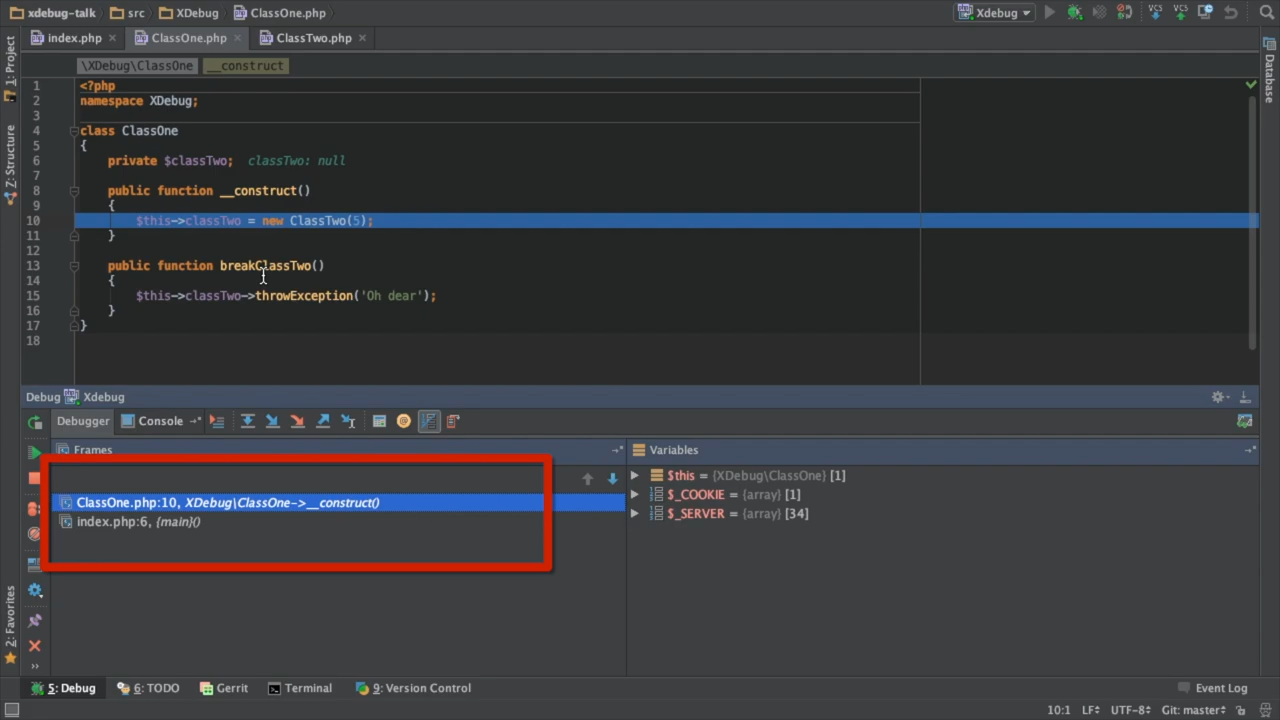 xdebug-talk src XDebug ClassOne.php Xdebug VCS VCS
index.php ClassOne.php ClassTwo.php
\XDebug\ClassOne __construct
1 <?php
2 namespace XDebug;
3
4 class ClassOne
5 {
6 private $classTwo; classTwo: null
7
8 public function __construct()
9 {
10 $this->classTwo = new ClassTwo(5);
11 }
12
13 public function breakClassTwo()
14 {
15 $this->classTwo->throwException('Oh dear');
16 }
17 }
18
1: Project
Z: Structure
2: Favorites
Database
Debug Xdebug
Debugger Console
Frames
ClassOne.php:10, XDebug\ClassOne->__construct()
index.php:6, {main}()
Variables
$this = {XDebug\ClassOne} [1]
$_COOKIE = {array} [1]
$_SERVER = {array} [34]
5: Debug 6: TODO Gerrit Terminal 9: Version Control Event Log
10:1 LF UTF-8 Git: master